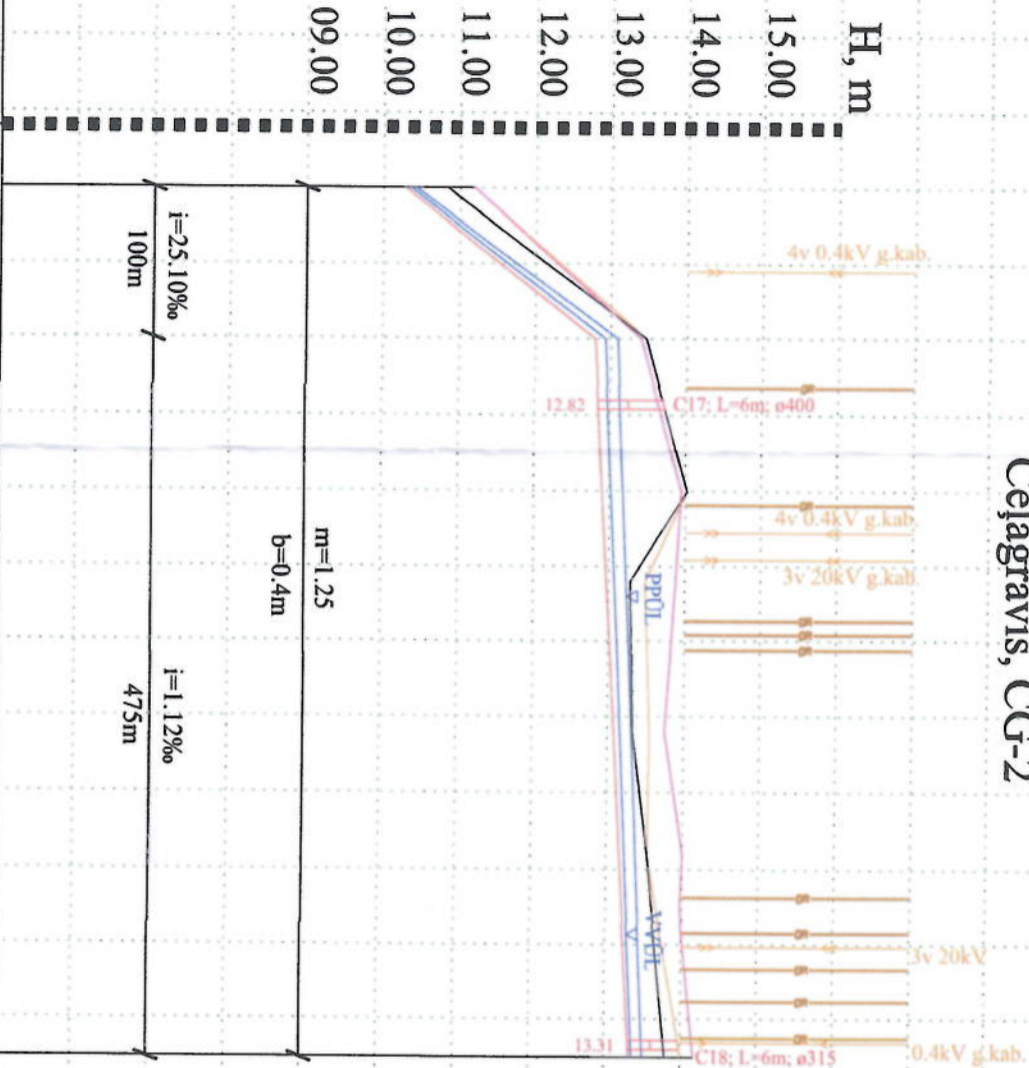 Ceļagrāvis, CG-2
H, m
15.00
14.00
13.00
12.00
11.00
10.00
09.00
4v 0.4kV g.kab.
4v 0.4kV g.kab.
3v 20kV g.kab.
3v 20kV
0.4kV g.kab.
C17; L=6m; ø400
12.82
PPŪL
VVŪL
13.31
C18; L=6m; ø315
m=1.25
b=0.4m
i=25.10‰
100m
i=1.12‰
475m